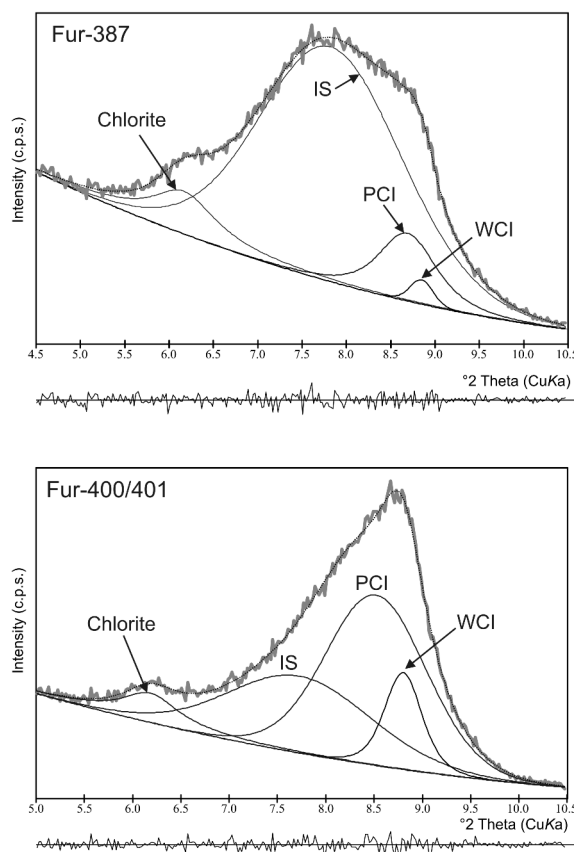 Fur-387
IS
Chlorite
PCI
WCI
Intensity (c.p.s.)
4.5 5.0 5.5 6.0 6.5 7.0 7.5 8.0 8.5 9.0 9.5 10.0 10.5
°2 Theta (CuKa)
Fur-400/401
PCI
Chlorite
WCI
IS
Intensity (c.p.s.)
5.0 5.5 6.0 6.5 7.0 7.5 8.0 8.5 9.0 9.5 10.0 10.5
°2 Theta (CuKa)